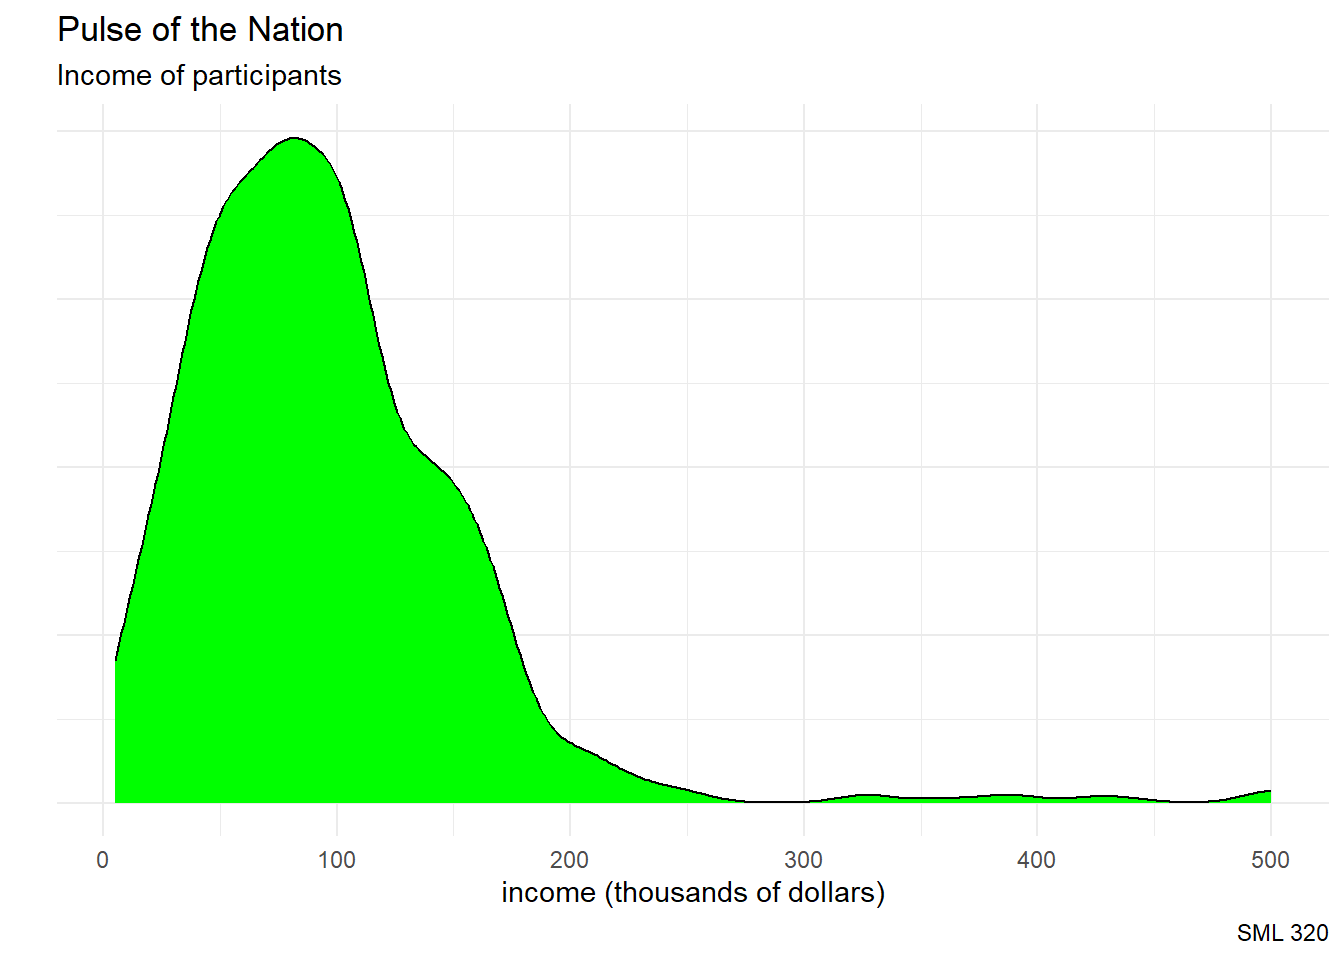 Pulse of the Nation
Income of participants
0 100 200 300 400 500
income (thousands of dollars)
SML 320